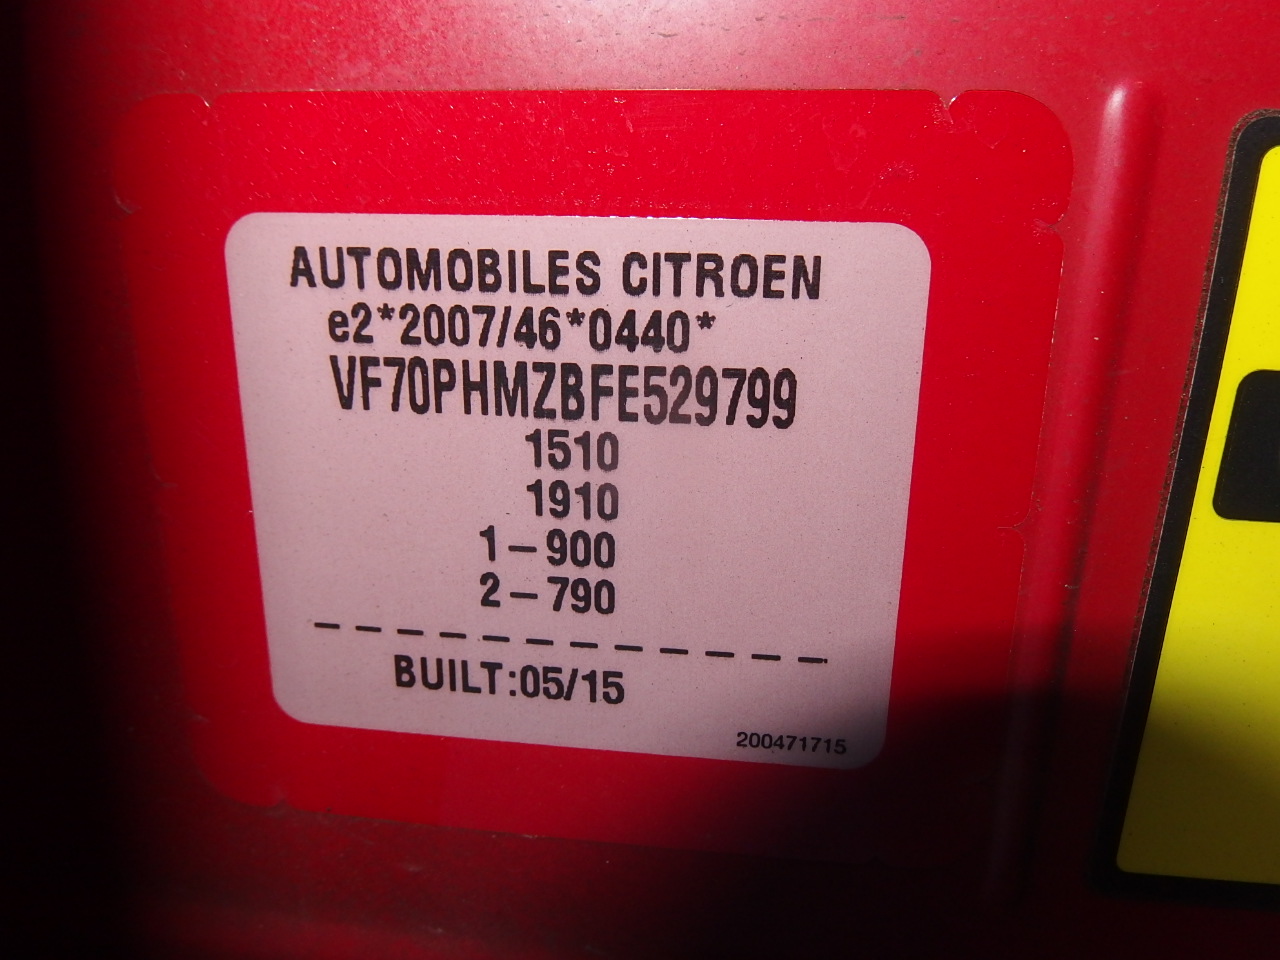 AUTOMOBILES CITROEN
e2*2007/46*0440*
VF70PHMZBFE529799
1510
1910
1-900
2-790
BUILT:05/15
200471715